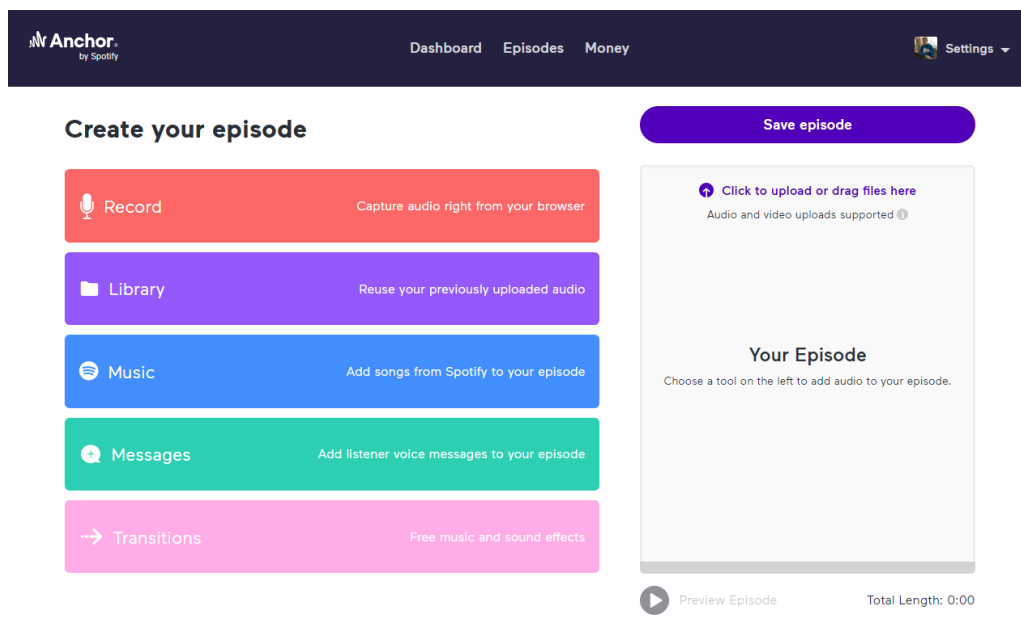 Anchor.
by Spotify
Dashboard Episodes Money
Settings
Create your episode
Save episode
Record
Capture audio right from your browser
Library
Reuse your previously uploaded audio
Music
Add songs from Spotify to your episode
Messages
Add listener voice messages to your episode
Transitions
Free music and sound effects
Click to upload or drag files here
Audio and video uploads supported
Your Episode
Choose a tool on the left to add audio to your episode.
Preview Episode
Total Length: 0:00